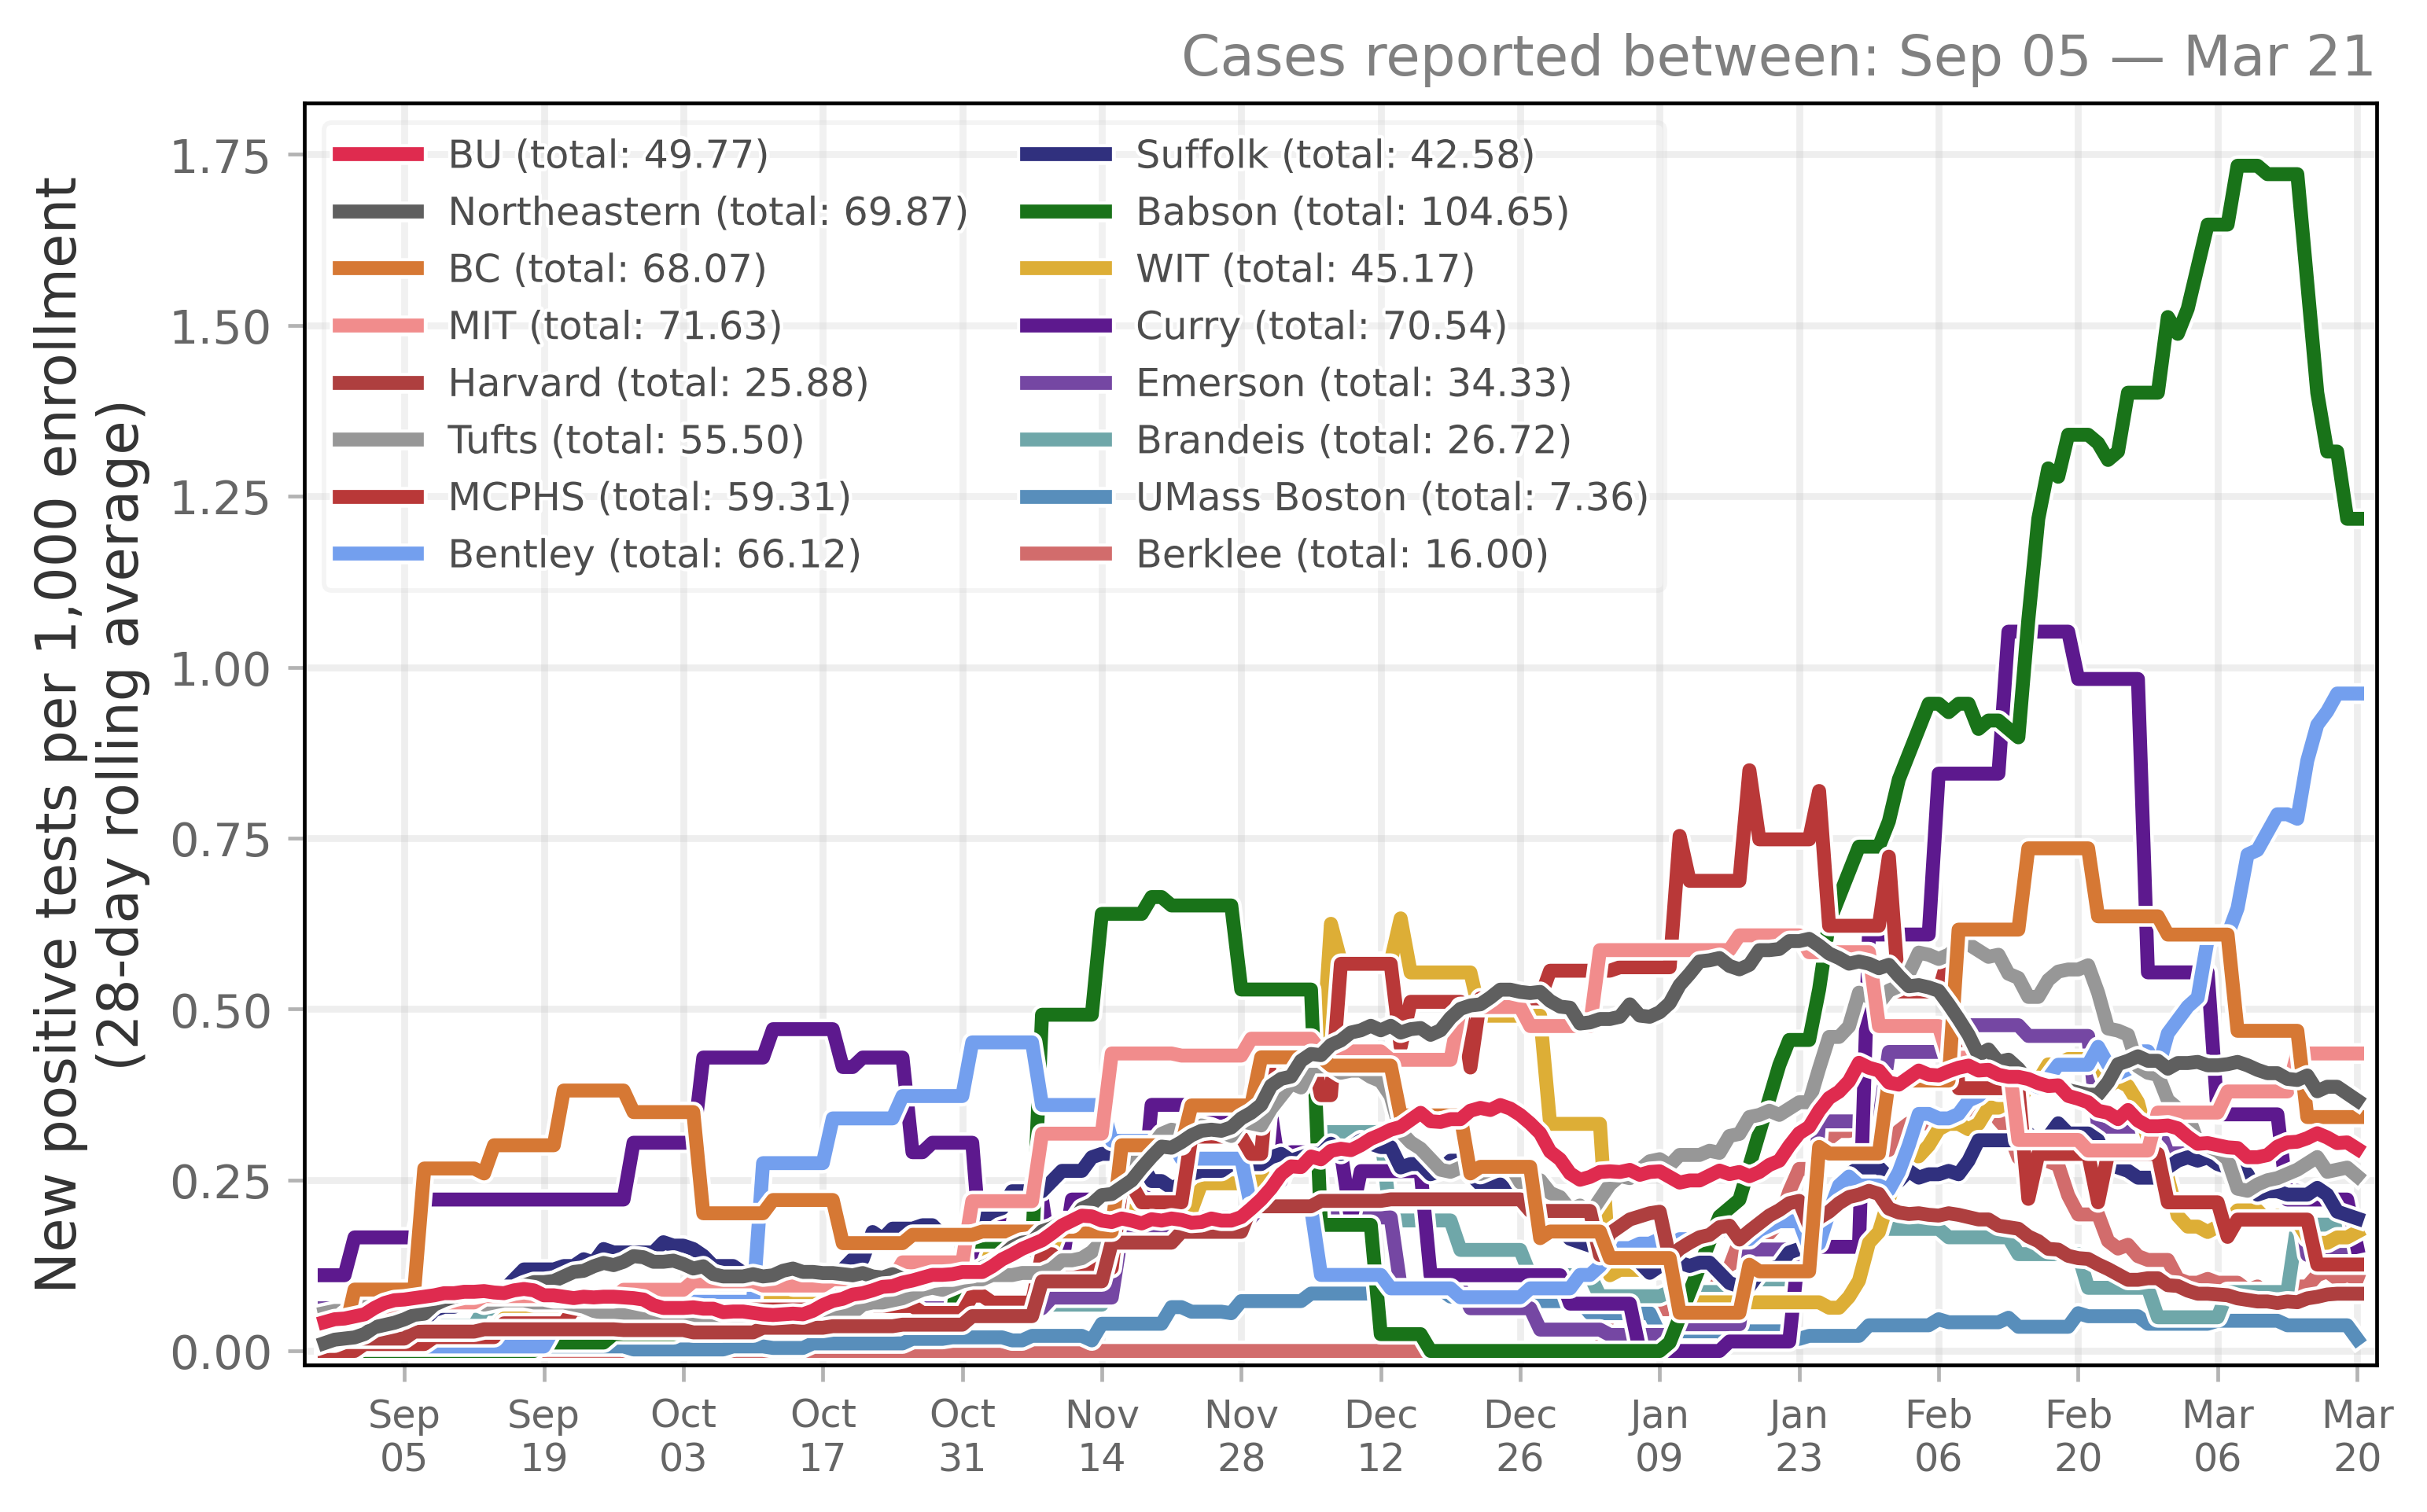 Cases reported between: Sep 05 — Mar 21
New positive tests per 1,000 enrollment
(28-day rolling average)
1.75
1.50
1.25
1.00
0.75
0.50
0.25
0.00
BU (total: 49.77)
Northeastern (total: 69.87)
BC (total: 68.07)
MIT (total: 71.63)
Harvard (total: 25.88)
Tufts (total: 55.50)
MCPHS (total: 59.31)
Bentley (total: 66.12)
Suffolk (total: 42.58)
Babson (total: 104.65)
WIT (total: 45.17)
Curry (total: 70.54)
Emerson (total: 34.33)
Brandeis (total: 26.72)
UMass Boston (total: 7.36)
Berklee (total: 16.00)
Sep
05
Sep
19
Oct
03
Oct
17
Oct
31
Nov
14
Nov
28
Dec
12
Dec
26
Jan
09
Jan
23
Feb
06
Feb
20
Mar
06
Mar
20